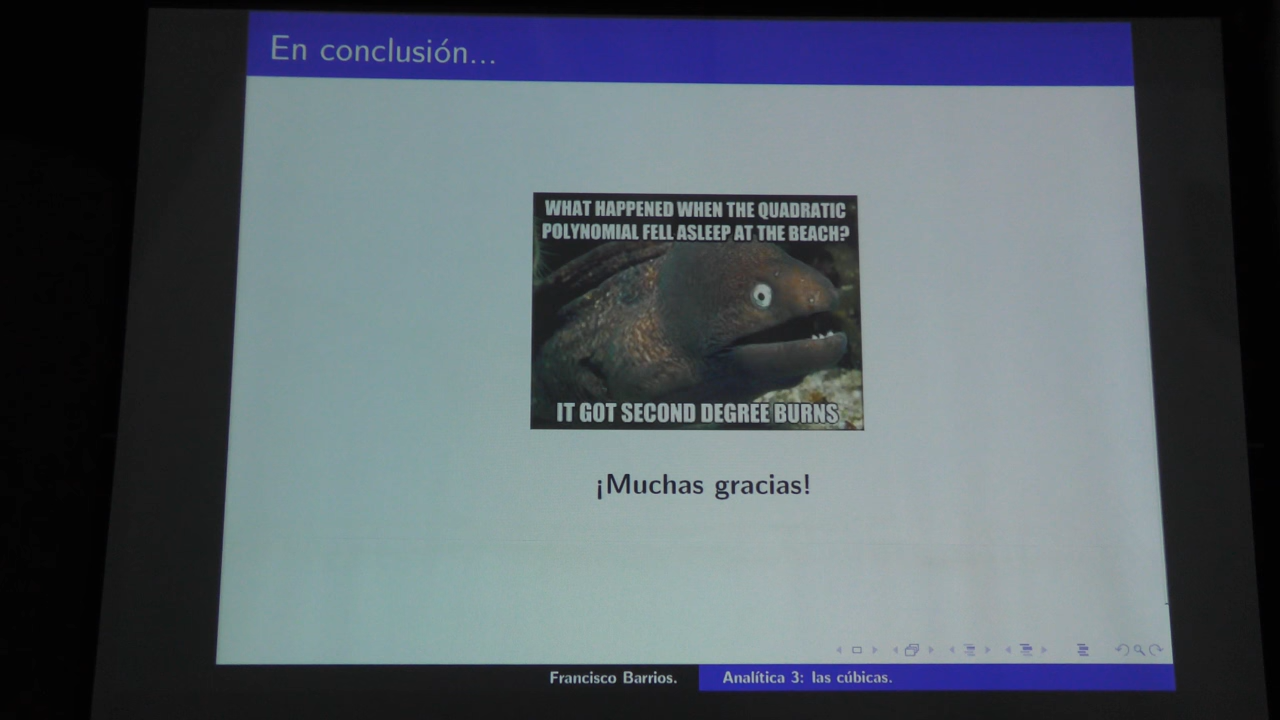 En conclusión...
WHAT HAPPENED WHEN THE QUADRATIC
POLYNOMIAL FELL ASLEEP AT THE BEACH?
IT GOT SECOND DEGREE BURNS
¡Muchas gracias!
Francisco Barrios.
Analítica 3: las cúbicas.